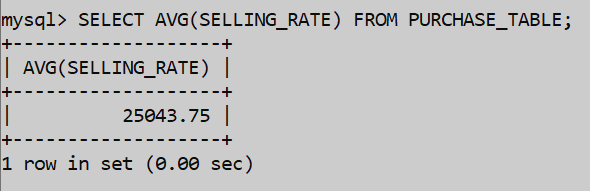 mysql> SELECT AVG(SELLING_RATE) FROM PURCHASE_TABLE;
+-------------------+
| AVG(SELLING_RATE) |
+-------------------+
|          25043.75 |
+-------------------+
1 row in set (0.00 sec)